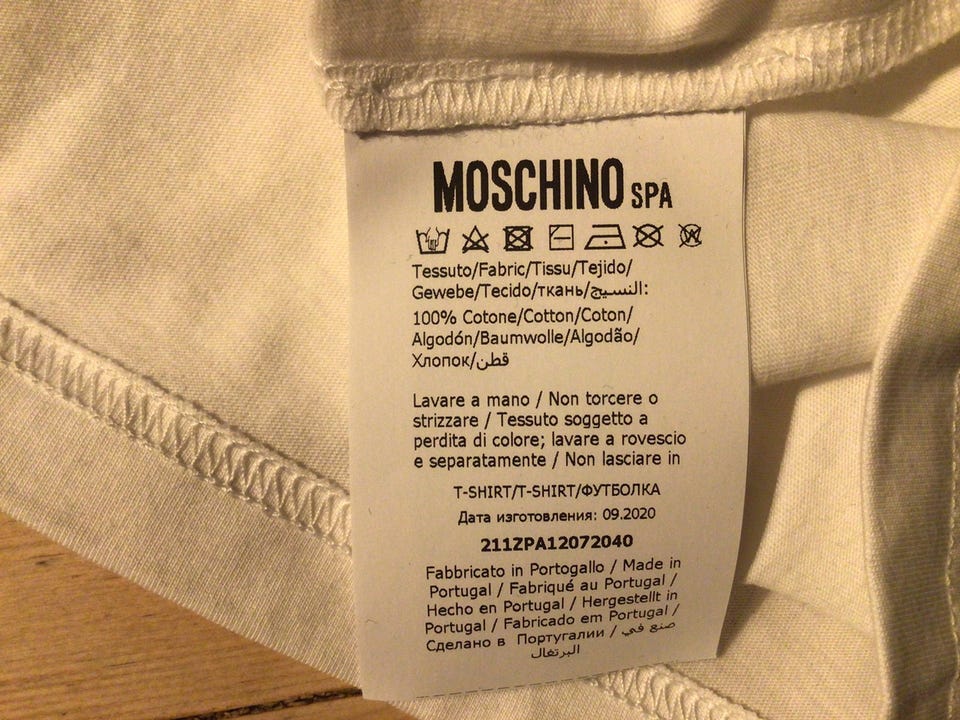 MOSCHINO SPA
Tessuto/Fabric/Tissu/Tejido/
Gewebe/Tecido/ткань/النسيج:
100% Cotone/Cotton/Coton/
Algodón/Baumwolle/Algodão/
Хлопок/قطن
Lavare a mano / Non torcere o
strizzare / Tessuto soggetto a
perdita di colore; lavare a rovescio
e separatamente / Non lasciare in
T-SHIRT/T-SHIRT/ФУТБОЛКА
Дата изготовления: 09.2020
211ZPA12072040
Fabbricato in Portogallo / Made in
Portugal / Fabriqué au Portugal /
Hecho en Portugal / Hergestellt in
Portugal / Fabricado em Portugal /
Сделано в Португалии / صنع في
البرتغال